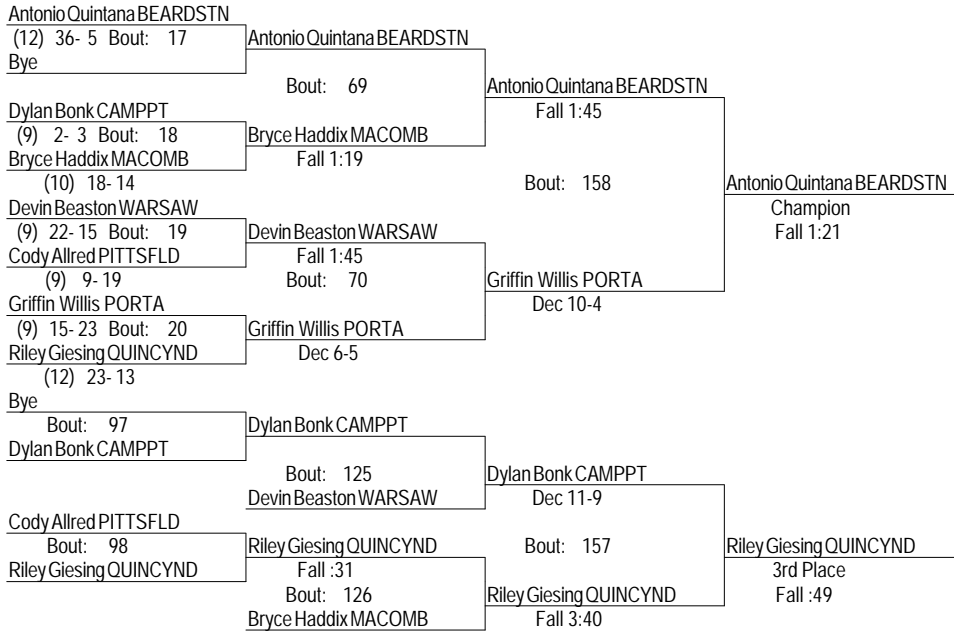 Antonio Quintana BEARDSTN
(12) 36- 5 Bout: 17
Antonio Quintana BEARDSTN
Bye
Bout: 69
Antonio Quintana BEARDSTN
Dylan Bonk CAMPPT
Fall 1:45
(9) 2- 3 Bout: 18
Bryce Haddix MACOMB
Bryce Haddix MACOMB
Fall 1:19
(10) 18- 14
Bout: 158
Antonio Quintana BEARDSTN
Devin Beaston WARSAW
Champion
(9) 22- 15 Bout: 19
Devin Beaston WARSAW
Fall 1:21
Cody Allred PITTSFLD
Fall 1:45
(9) 9- 19
Bout: 70
Griffin Willis PORTA
Griffin Willis PORTA
Dec 10-4
(9) 15- 23 Bout: 20
Griffin Willis PORTA
Riley Giesing QUINCYND
Dec 6-5
(12) 23- 13
Bye
Bout: 97
Dylan Bonk CAMPPT
Dylan Bonk CAMPPT
Bout: 125
Dylan Bonk CAMPPT
Devin Beaston WARSAW
Dec 11-9
Cody Allred PITTSFLD
Bout: 98
Riley Giesing QUINCYND
Bout: 157
Riley Giesing QUINCYND
Riley Giesing QUINCYND
Fall :31
3rd Place
Bout: 126
Riley Giesing QUINCYND
Fall :49
Bryce Haddix MACOMB
Fall 3:40